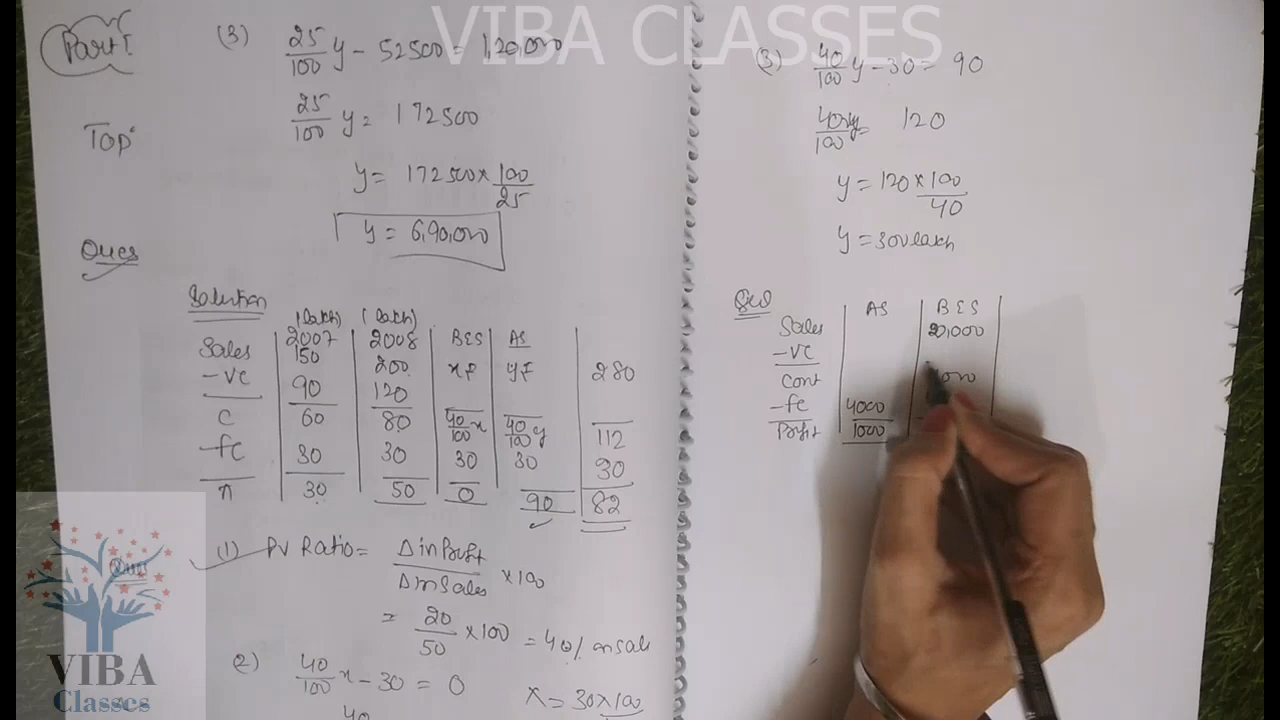 VIBA CLASSES
Part I
(3) 25/100 y - 52500 = 1,20,000
Top
25/100 y = 172500
y = 172500 × 100/25
y = 6,90,000
Ques
Solution
(lakh) (lakh)
2007 2008 BES AS
Sales 150 200 x ₹ y ₹ 280
-VC 90 120
C 60 80 40/100 x 40/100 y 112
-fC 30 30 30 30 30
π 30 50 0 90 82
(1) PV Ratio = Δ in Profit/Δ in Sales × 100
= 20/50 × 100 = 40% on sale
(2) 40/100 x - 30 = 0
40
x = 30 × 100
(3) 40/100 y - 30 = 90
40y/100 = 120
y = 120 × 100/40
y = 300 lakh
Sol
AS BES
Sales 20,000
-VC
Cont
-fC 4000
Profit 1000
Ques
VIBA
Classes